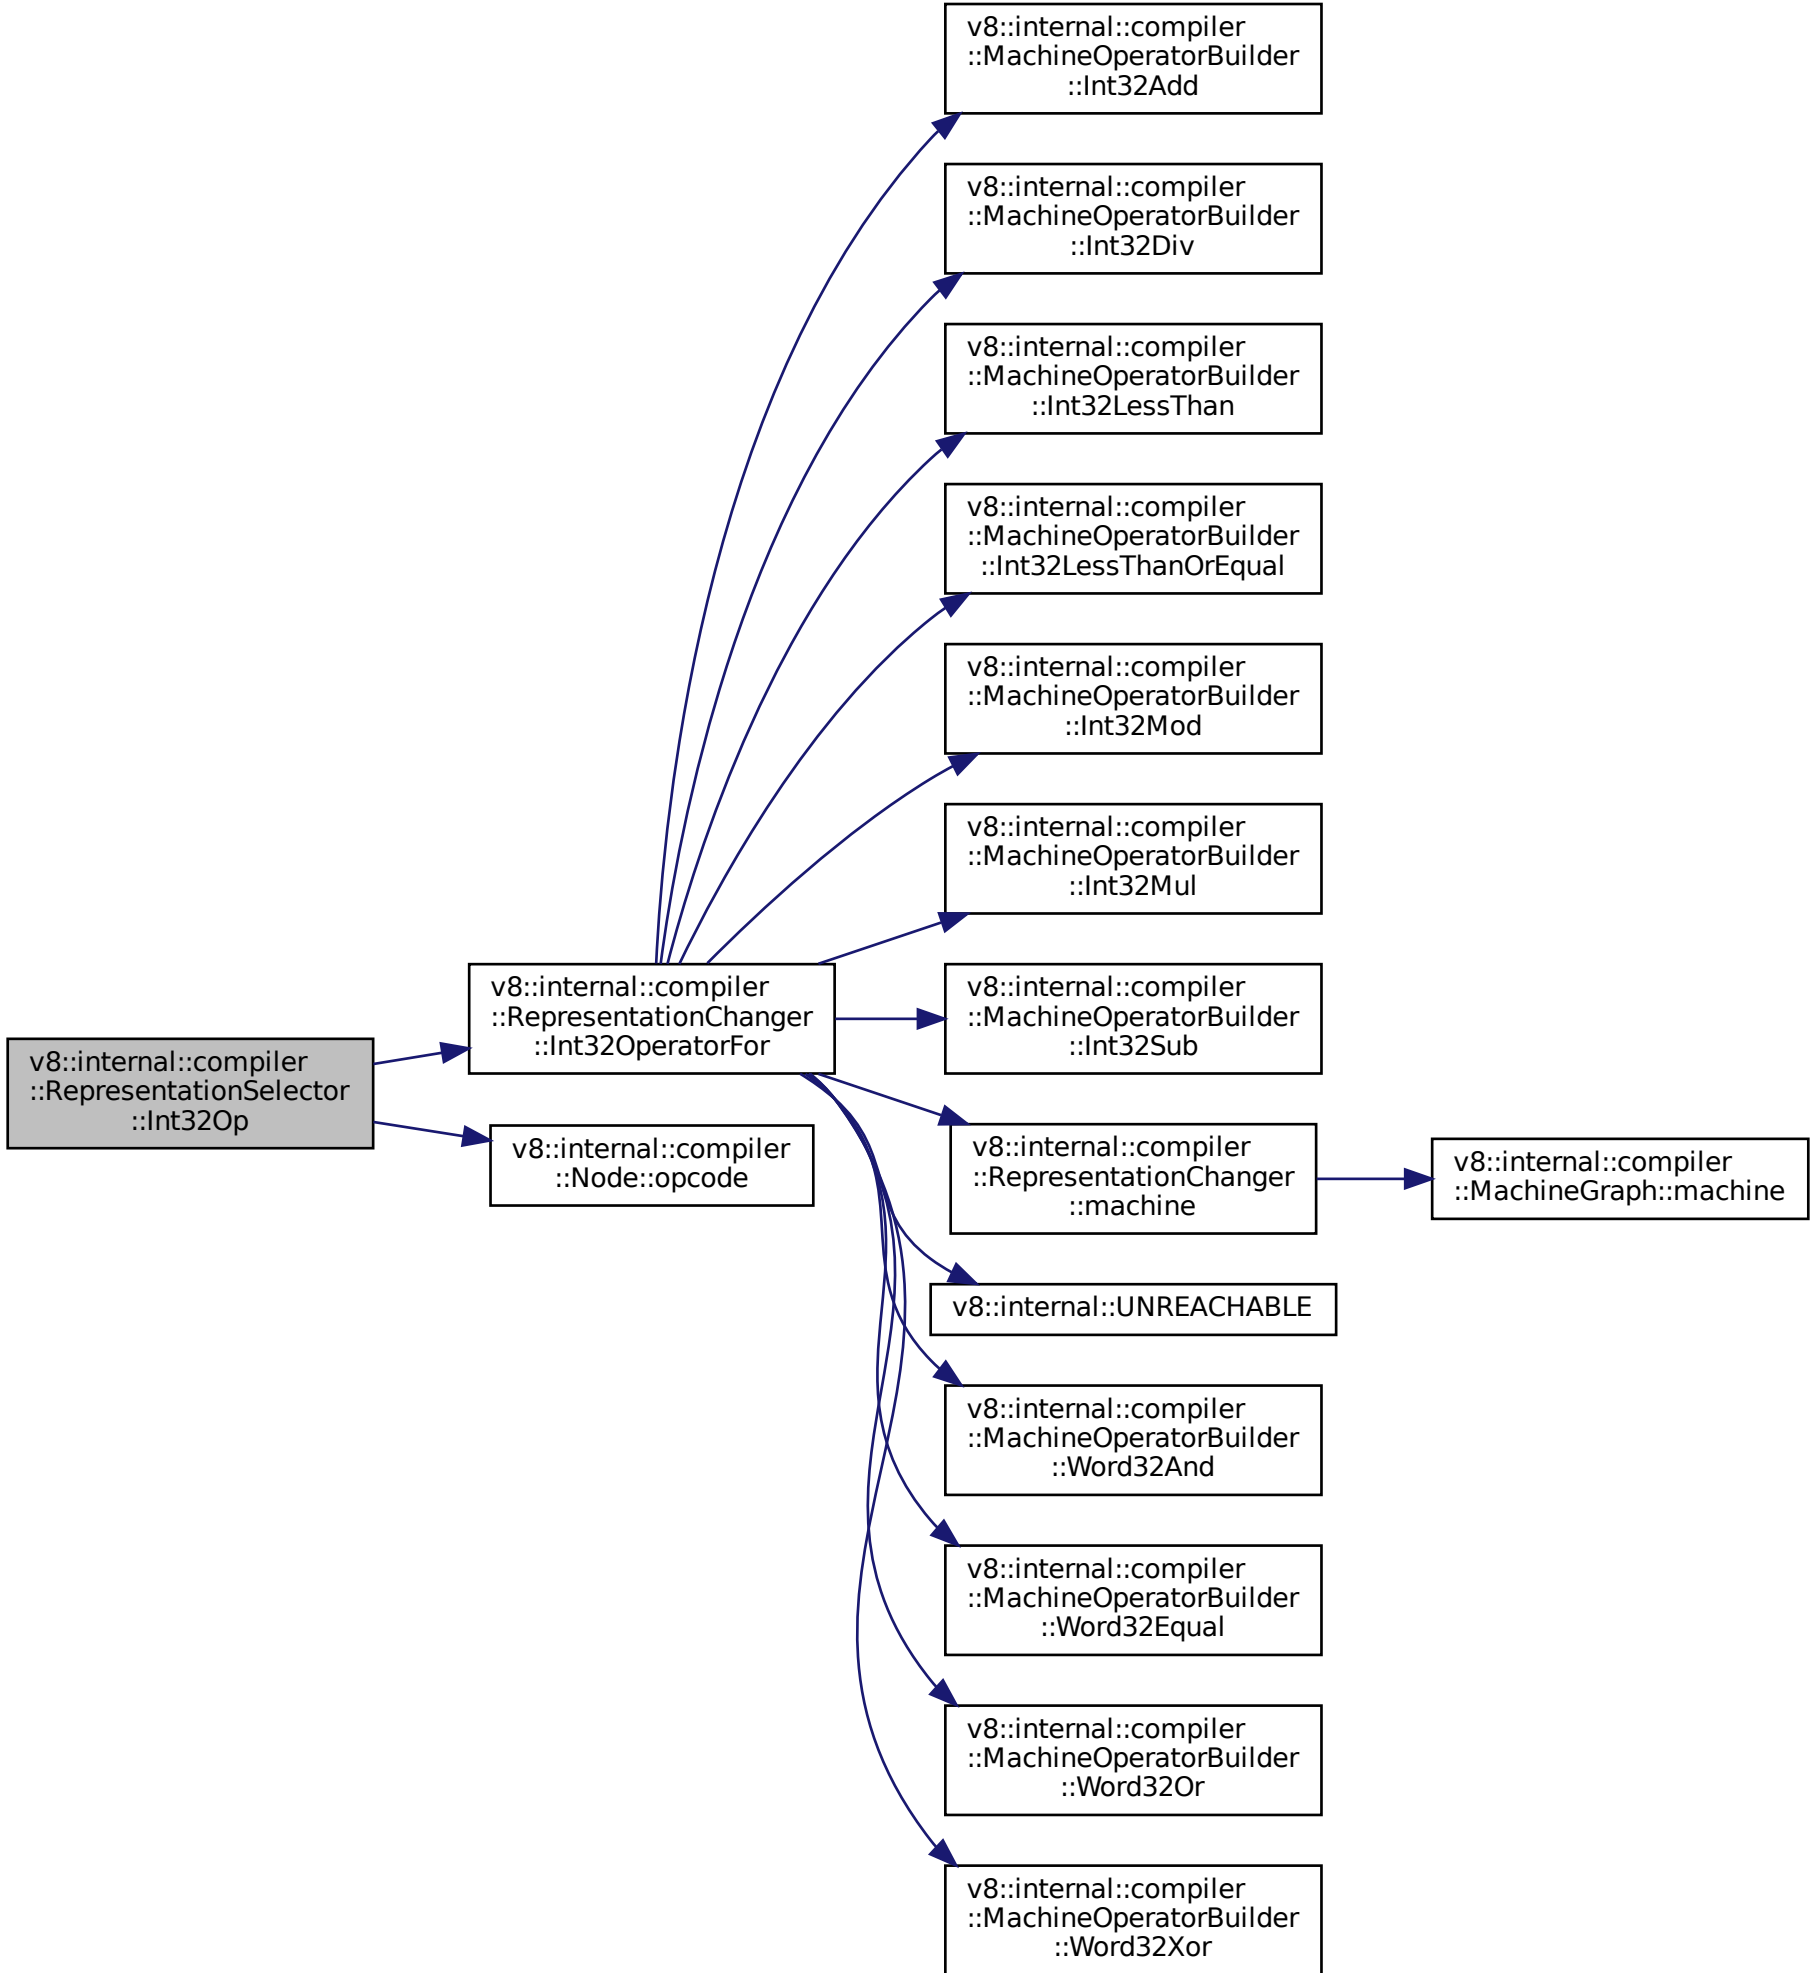 v8::internal::compiler
::MachineOperatorBuilder
::Int32Add
v8::internal::compiler
::MachineOperatorBuilder
::Int32Div
v8::internal::compiler
::MachineOperatorBuilder
::Int32LessThan
v8::internal::compiler
::MachineOperatorBuilder
::Int32LessThanOrEqual
v8::internal::compiler
::MachineOperatorBuilder
::Int32Mod
v8::internal::compiler
::MachineOperatorBuilder
::Int32Mul
v8::internal::compiler
::RepresentationSelector
::Int32Op
v8::internal::compiler
::RepresentationChanger
::Int32OperatorFor
v8::internal::compiler
::MachineOperatorBuilder
::Int32Sub
v8::internal::compiler
::Node::opcode
v8::internal::compiler
::RepresentationChanger
::machine
v8::internal::compiler
::MachineGraph::machine
v8::internal::UNREACHABLE
v8::internal::compiler
::MachineOperatorBuilder
::Word32And
v8::internal::compiler
::MachineOperatorBuilder
::Word32Equal
v8::internal::compiler
::MachineOperatorBuilder
::Word32Or
v8::internal::compiler
::MachineOperatorBuilder
::Word32Xor